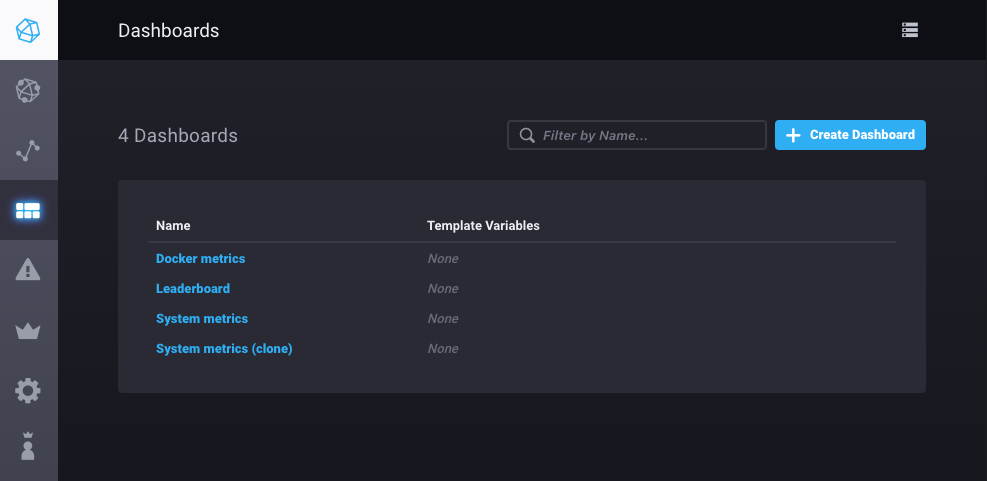 Dashboards
4 Dashboards
Filter by Name...
Create Dashboard
Name Template Variables
Docker metrics None
Leaderboard None
System metrics None
System metrics (clone) None